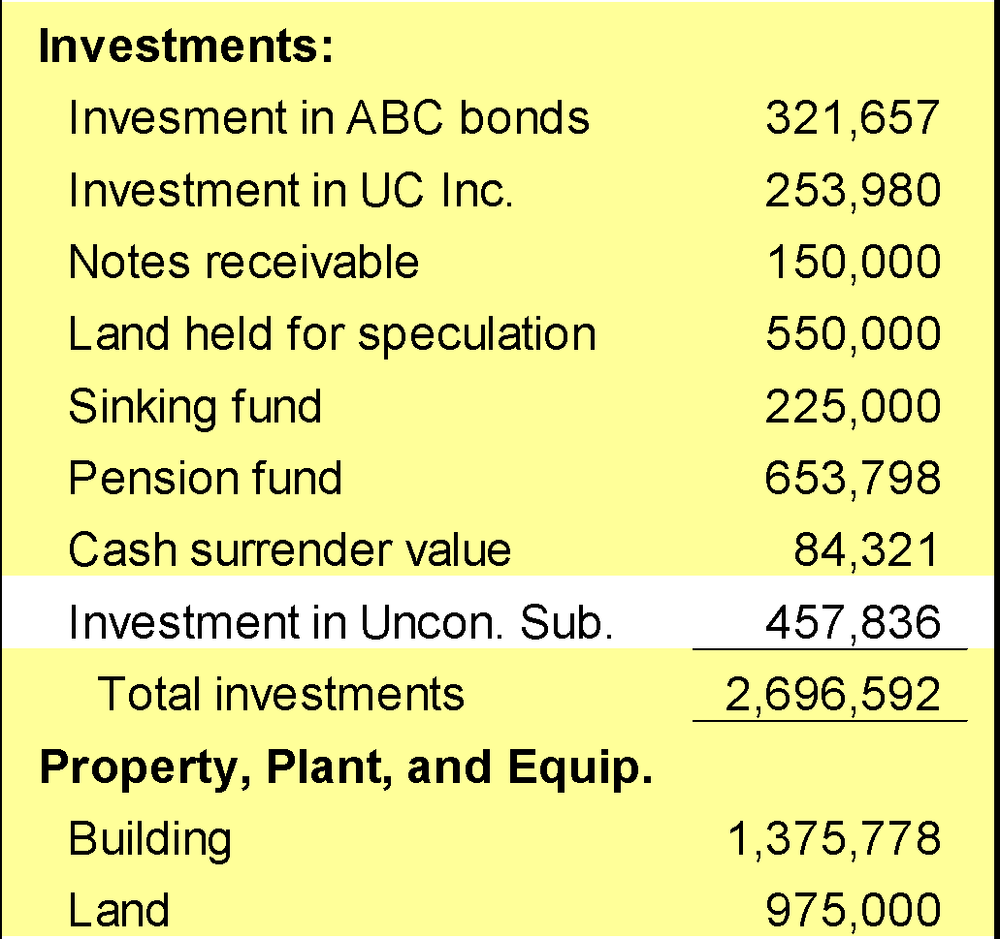 Investments:
Invesment in ABC bonds 321,657
Investment in UC Inc. 253,980
Notes receivable 150,000
Land held for speculation 550,000
Sinking fund 225,000
Pension fund 653,798
Cash surrender value 84,321
Investment in Uncon. Sub. 457,836
Total investments 2,696,592
Property, Plant, and Equip.
Building 1,375,778
Land 975,000